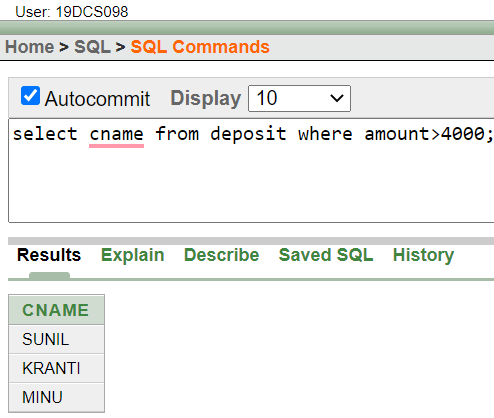 User: 19DCS098
Home > SQL > SQL Commands
Autocommit Display 10
select cname from deposit where amount>4000;
Results Explain Describe Saved SQL History
CNAME
SUNIL
KRANTI
MINU